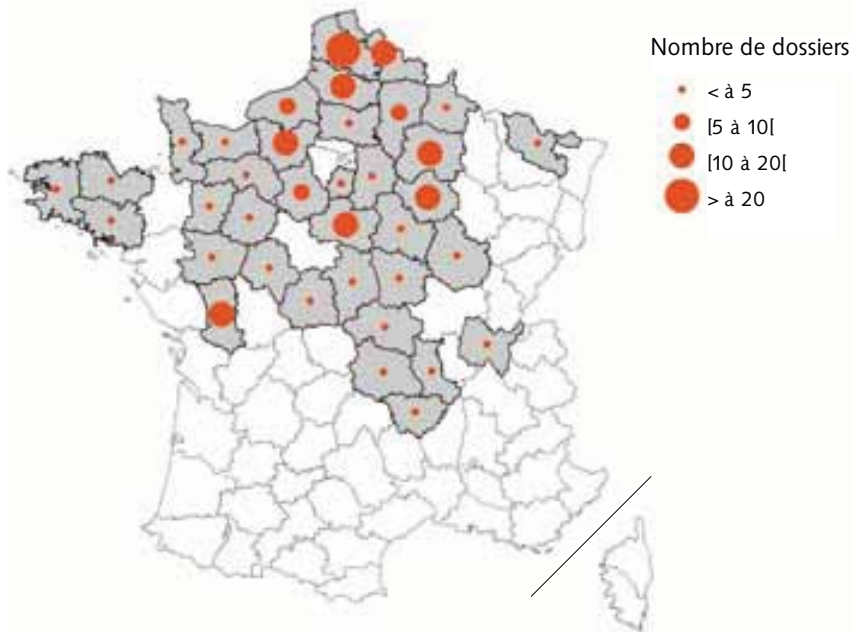 Nombre de dossiers
< à 5
[5 à 10[
[10 à 20[
> à 20